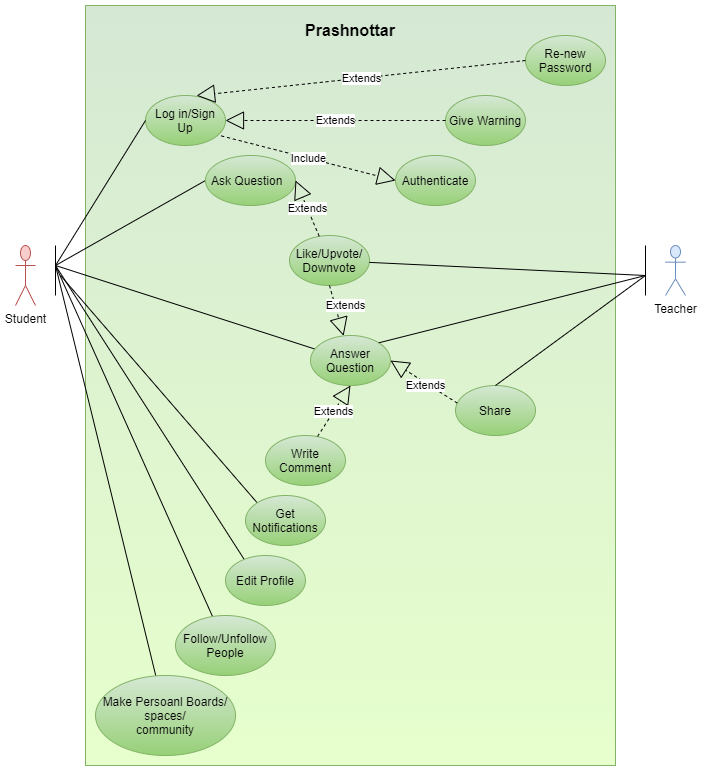 Prashnottar
Re-new
Password
Extends
Log in/Sign
Up
Extends
Give Warning
Include
Ask Question
Authenticate
Extends
Like/Upvote/
Downvote
Student
Teacher
Extends
Answer
Question
Extends
Share
Extends
Write
Comment
Get
Notifications
Edit Profile
Follow/Unfollow
People
Make Persoanl Boards/
spaces/
community